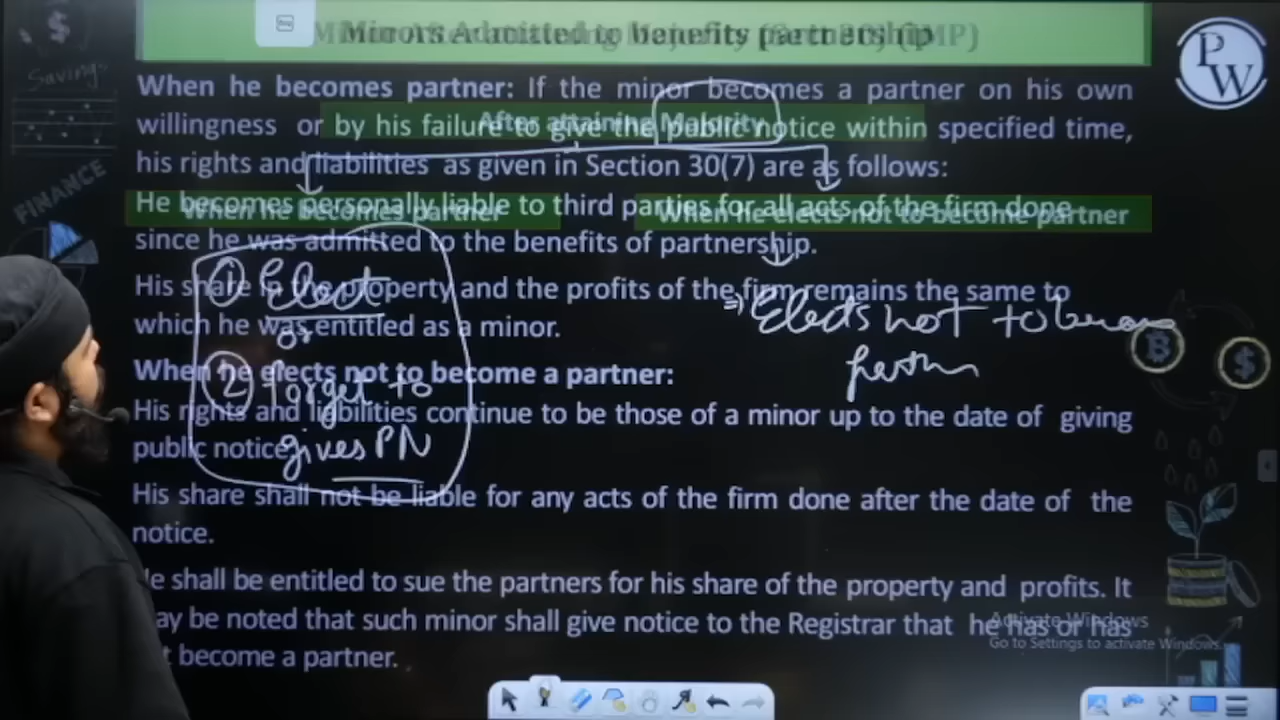 Minors Admitted to benefits partnership
When he becomes partner: If the minor becomes a partner on his own
After attaining Majority
willingness or by his failure to give the public notice within specified time,
his rights and liabilities as given in Section 30(7) are as follows:
He becomes personally liable to third parties for all acts of the firm done
When he becomes partner
When he elects not to become partner
since he was admitted to the benefits of partnership.
① Elect
His share in the property and the profits of the firm remains the same to
⇒ Elects not to become
which he was entitled as a minor.
or
partner
When he elects not to become a partner:
② forget to
His rights and liabilities continue to be those of a minor up to the date of giving
public notice
gives PN
His share shall not be liable for any acts of the firm done after the date of the
notice.
He shall be entitled to sue the partners for his share of the property and profits. It
may be noted that such minor shall give notice to the Registrar that he has or has
become a partner.
Activate Windows
Go to Settings to activate Windows.
Savings
FINANCE
PW